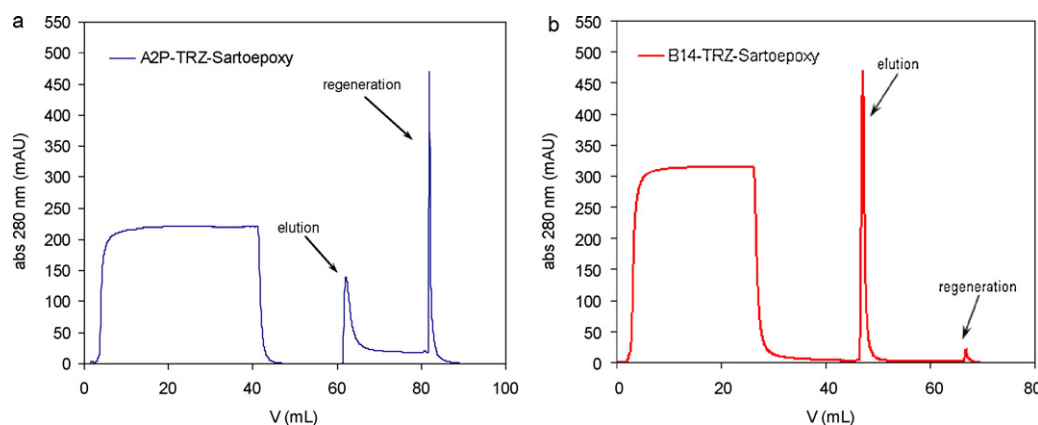 a
550
500
450
400
350
300
250
200
150
100
50
0
abs 280 nm (mAU)
A2P-TRZ-Sartoepoxy
regeneration
elution
0 20 40 60 80 100
V (mL)
b
550
500
450
400
350
300
250
200
150
100
50
0
abs 280 nm (mAU)
B14-TRZ-Sartoepoxy
elution
regeneration
0 20 40 60 80
V (mL)